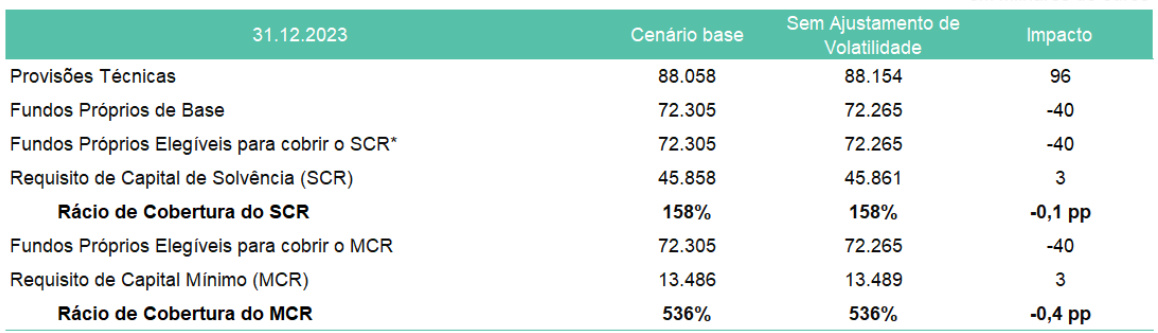 31.12.2023 Cenário base Sem Ajustamento de Volatilidade Impacto
Provisões Técnicas 88.058 88.154 96
Fundos Próprios de Base 72.305 72.265 -40
Fundos Próprios Elegíveis para cobrir o SCR* 72.305 72.265 -40
Requisito de Capital de Solvência (SCR) 45.858 45.861 3
Rácio de Cobertura do SCR 158% 158% -0,1 pp
Fundos Próprios Elegíveis para cobrir o MCR 72.305 72.265 -40
Requisito de Capital Mínimo (MCR) 13.486 13.489 3
Rácio de Cobertura do MCR 536% 536% -0,4 pp